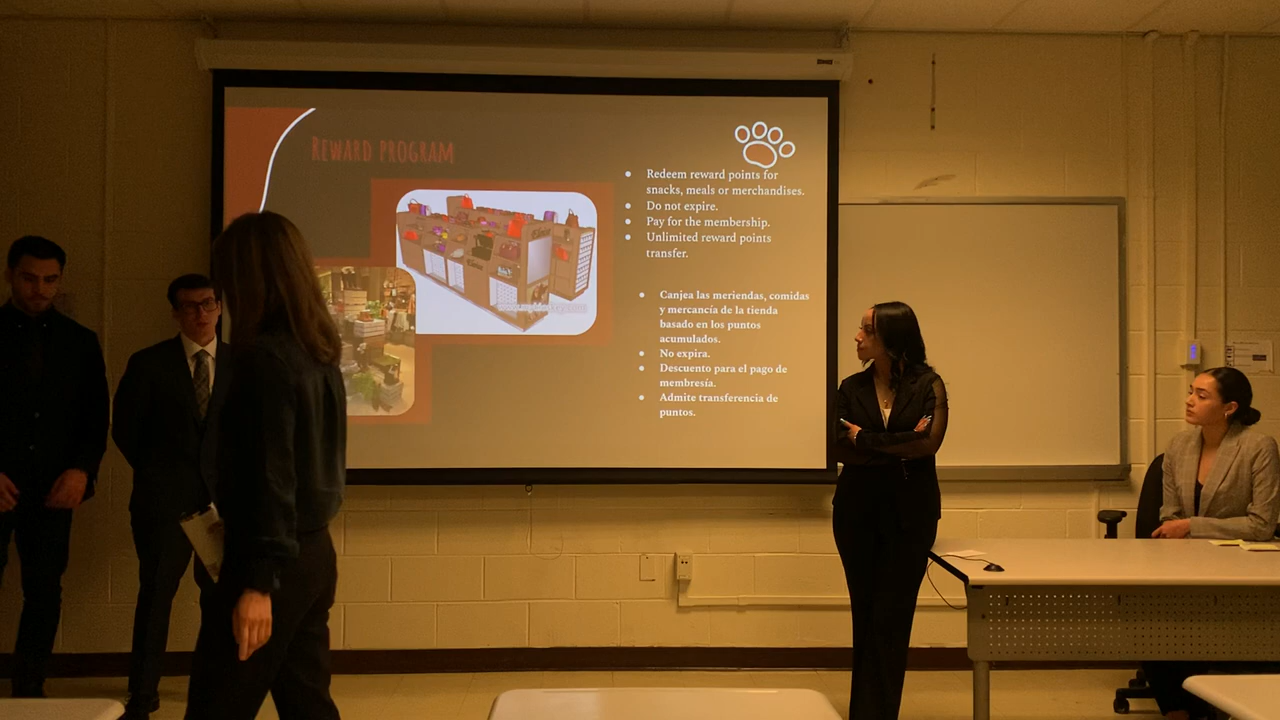 REWARD PROGRAM
Redeem reward points for
snacks, meals or merchandises.
Do not expire.
Pay for the membership.
Unlimited reward points
transfer.
Canjea las meriendas, comidas
y mercancía de la tienda
basado en los puntos
acumulados.
No expira.
Descuento para el pago de
membresía.
Admite transferencia de
puntos.